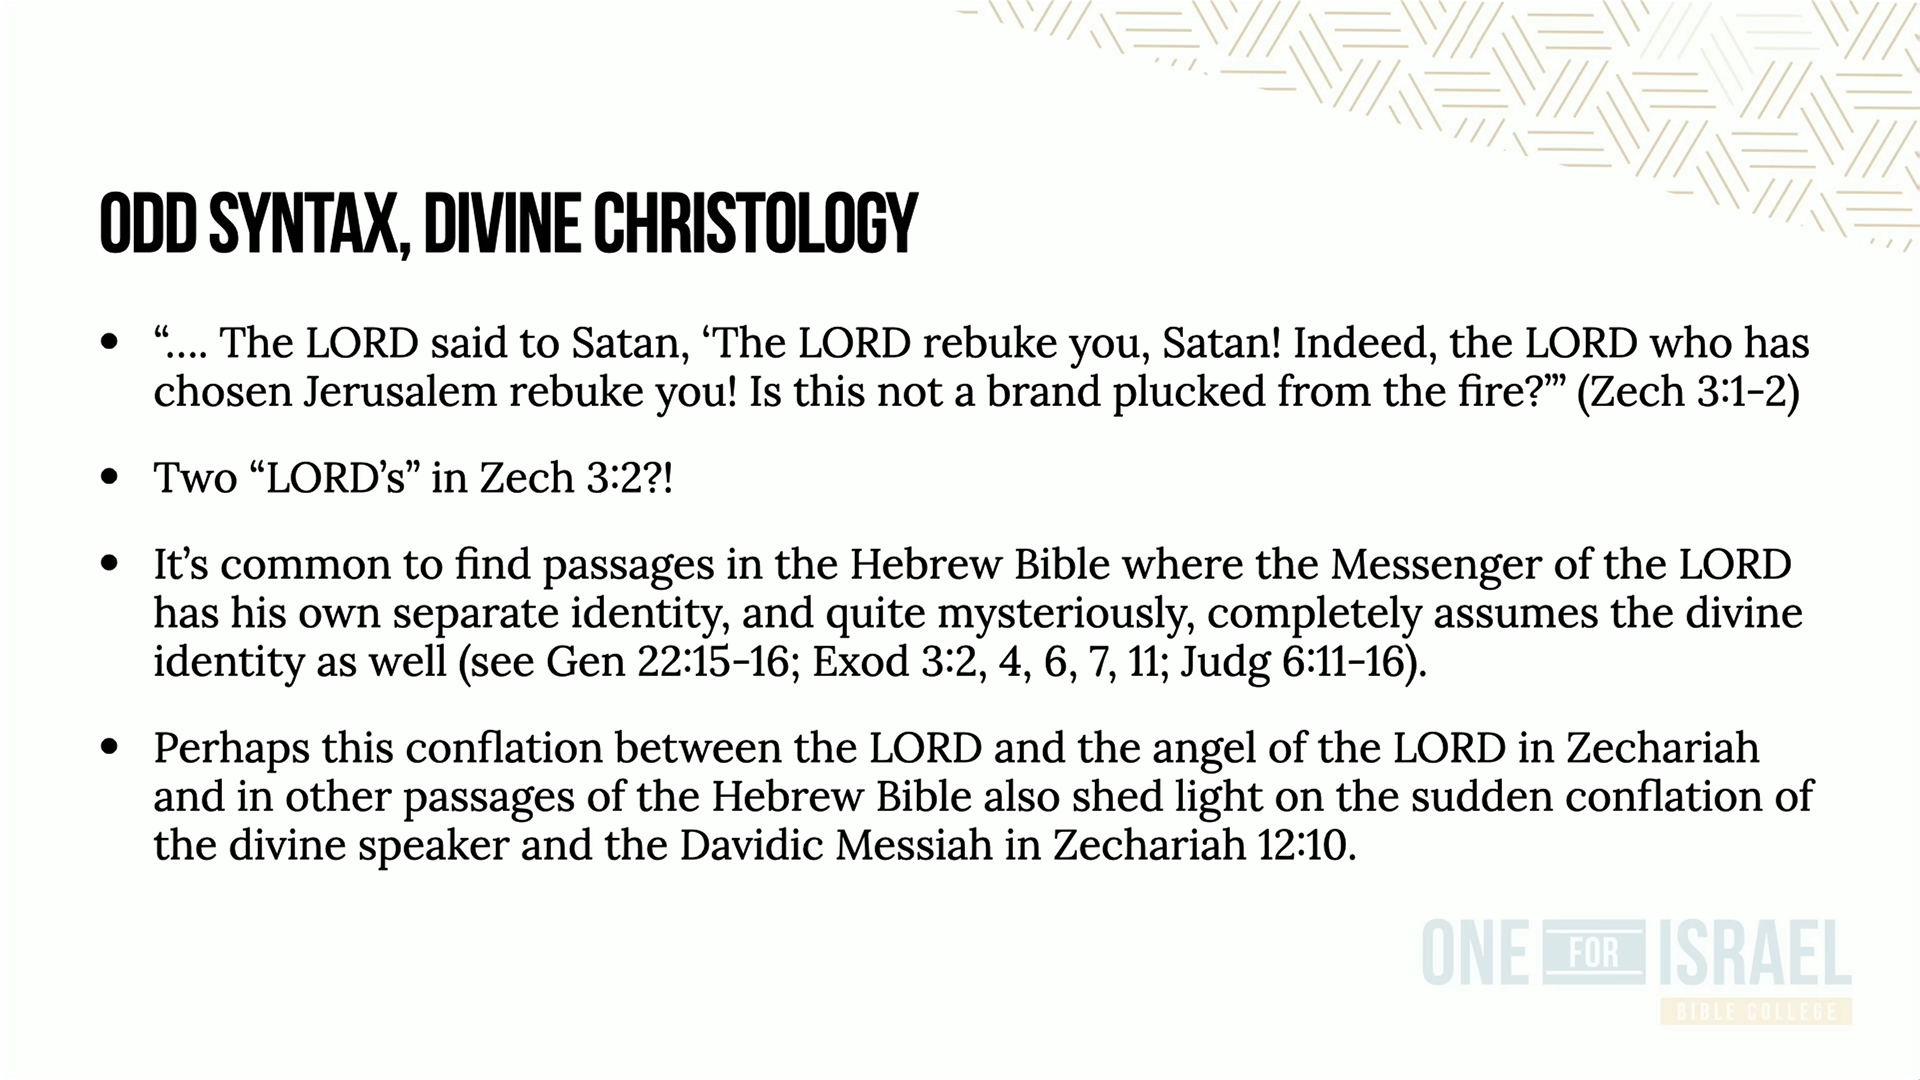 ODD SYNTAX, DIVINE CHRISTOLOGY
• “.... The LORD said to Satan, ‘The LORD rebuke you, Satan! Indeed, the LORD who has
chosen Jerusalem rebuke you! Is this not a brand plucked from the fire?’” (Zech 3:1-2)
• Two “LORD’s” in Zech 3:2?!
• It’s common to find passages in the Hebrew Bible where the Messenger of the LORD
has his own separate identity, and quite mysteriously, completely assumes the divine
identity as well (see Gen 22:15-16; Exod 3:2, 4, 6, 7, 11; Judg 6:11-16).
• Perhaps this conflation between the LORD and the angel of the LORD in Zechariah
and in other passages of the Hebrew Bible also shed light on the sudden conflation of
the divine speaker and the Davidic Messiah in Zechariah 12:10.
ONE FOR ISRAEL
BIBLE COLLEGE